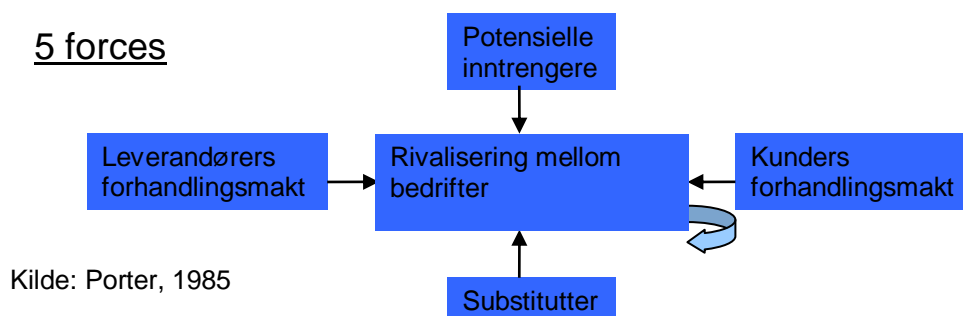 5 forces
Potensielle
inntrengere
Leverandørers
forhandlingsmakt
Rivalisering mellom
bedrifter
Kunders
forhandlingsmakt
Kilde: Porter, 1985
Substitutter